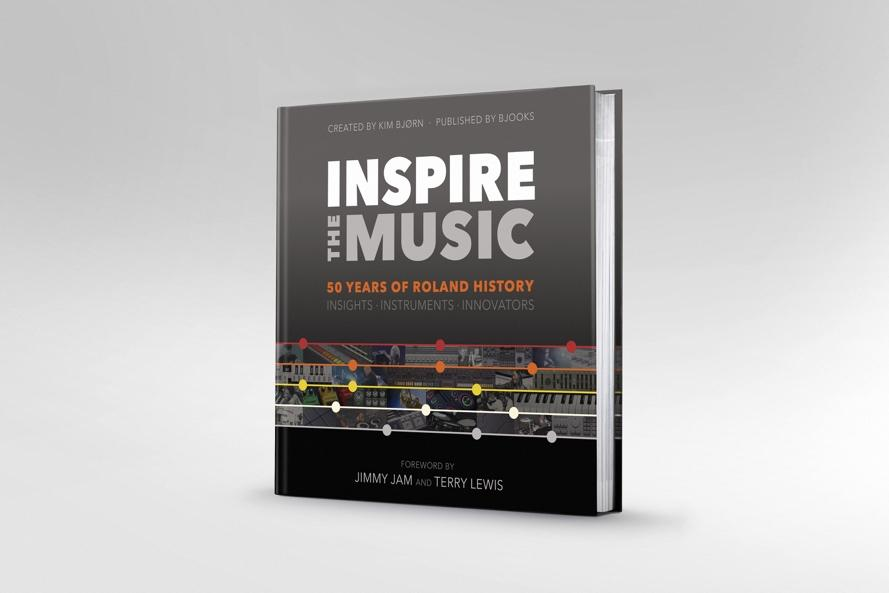 CREATED BY KIM BJØRN · PUBLISHED BY BJOOKS
INSPIRE
THE MUSIC
50 YEARS OF ROLAND HISTORY
INSIGHTS · INSTRUMENTS · INNOVATORS
FOREWORD BY
JIMMY JAM AND TERRY LEWIS